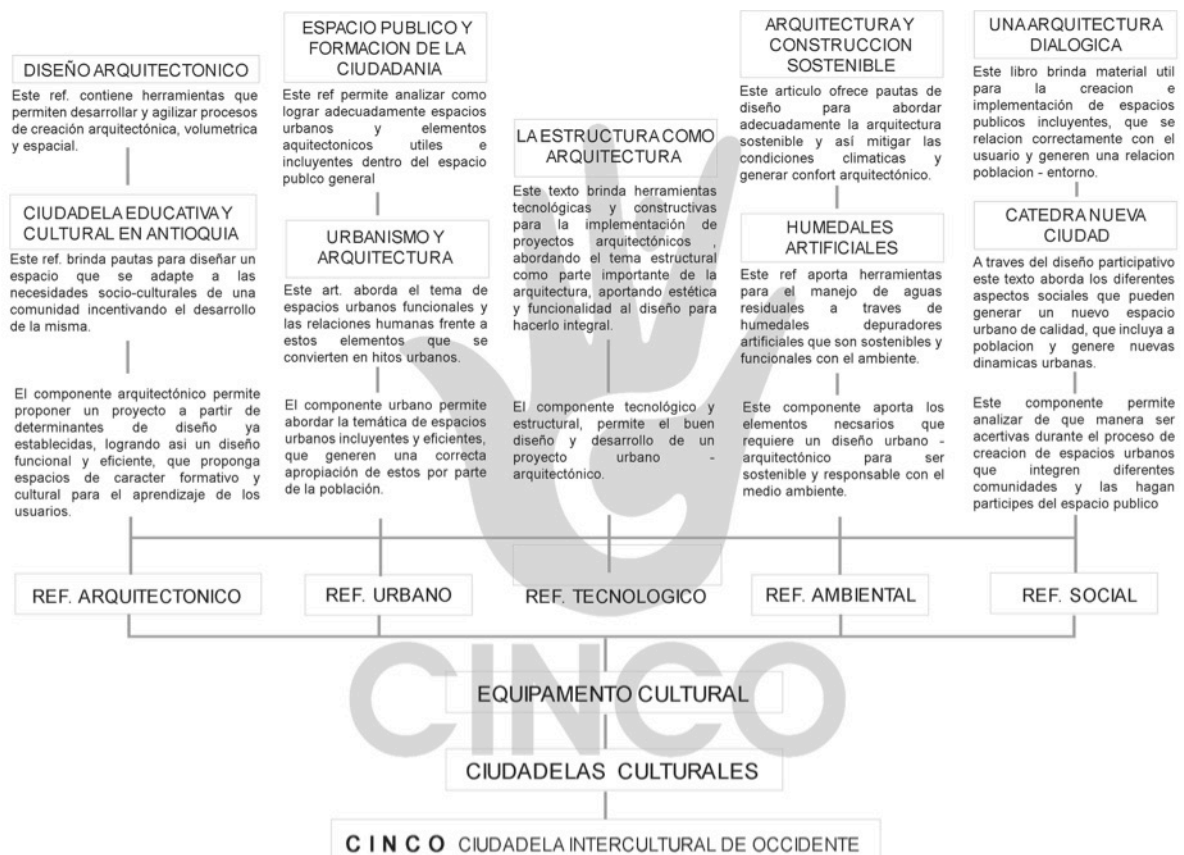 DISEÑO ARQUITECTONICO
Este ref. contiene herramientas que
permiten desarrollar y agilizar procesos
de creación arquitectónica, volumetrica
y espacial.
CIUDADELA EDUCATIVA Y
CULTURAL EN ANTIOQUIA
Este ref. brinda pautas para diseñar un
espacio que se adapte a las
necesidades socio-culturales de una
comunidad incentivando el desarrollo
de la misma.
El componente arquitectónico permite
proponer un proyecto a partir de
determinantes de diseño ya
establecidas, logrando asi un diseño
funcional y eficiente, que proponga
espacios de caracter formativo y
cultural para el aprendizaje de los
usuarios.
ESPACIO PUBLICO Y
FORMACION DE LA
CIUDADANIA
Este ref permite analizar como
lograr adecuadamente espacios
urbanos y elementos
aquitectonicos utiles e
incluyentes dentro del espacio
publco general
URBANISMO Y
ARQUITECTURA
Este art. aborda el tema de
espacios urbanos funcionales y
las relaciones humanas frente a
estos elementos que se
convierten en hitos urbanos.
El componente urbano permite
abordar la temática de espacios
urbanos incluyentes y eficientes,
que generen una correcta
apropiación de estos por parte
de la población.
LA ESTRUCTURA COMO
ARQUITECTURA
Este texto brinda herramientas
tecnológicas y constructivas
para la implementación de
proyectos arquitectónicos ,
abordando el tema estructural
como parte importante de la
arquitectura, aportando estética
y funcionalidad al diseño para
hacerlo integral.
El componente tecnológico y
estructural, permite el buen
diseño y desarrollo de un
proyecto urbano -
arquitectónico.
ARQUITECTURA Y
CONSTRUCCION
SOSTENIBLE
Este articulo ofrece pautas de
diseño para abordar
adecuadamente la arquitectura
sostenible y así mitigar las
condiciones climaticas y
generar confort arquitectónico.
HUMEDALES
ARTIFICIALES
Este ref aporta herramientas
para el manejo de aguas
residuales a traves de
humedales depuradores
artificiales que son sostenibles y
funcionales con el ambiente.
Este componente aporta los
elementos necsarios que
requiere un diseño urbano -
arquitectónico para ser
sostenible y responsable con el
medio ambiente.
UNA ARQUITECTURA
DIALOGICA
Este libro brinda material util
para la creacion e
implementación de espacios
publicos incluyentes, que se
relacion correctamente con el
usuario y generen una relacion
poblacion - entorno.
CATEDRA NUEVA
CIUDAD
A traves del diseño participativo
este texto aborda los diferentes
aspectos sociales que pueden
generar un nuevo espacio
urbano de calidad, que incluya a
poblacion y genere nuevas
dinamicas urbanas.
Este componente permite
analizar de que manera ser
acertivas durante el proceso de
creacion de espacios urbanos
que integren diferentes
comunidades y las hagan
participes del espacio publico
REF. ARQUITECTONICO
REF. URBANO
REF. TECNOLOGICO
REF. AMBIENTAL
REF. SOCIAL
CINCO
EQUIPAMENTO CULTURAL
CIUDADELAS CULTURALES
CINCO CIUDADELA INTERCULTURAL DE OCCIDENTE